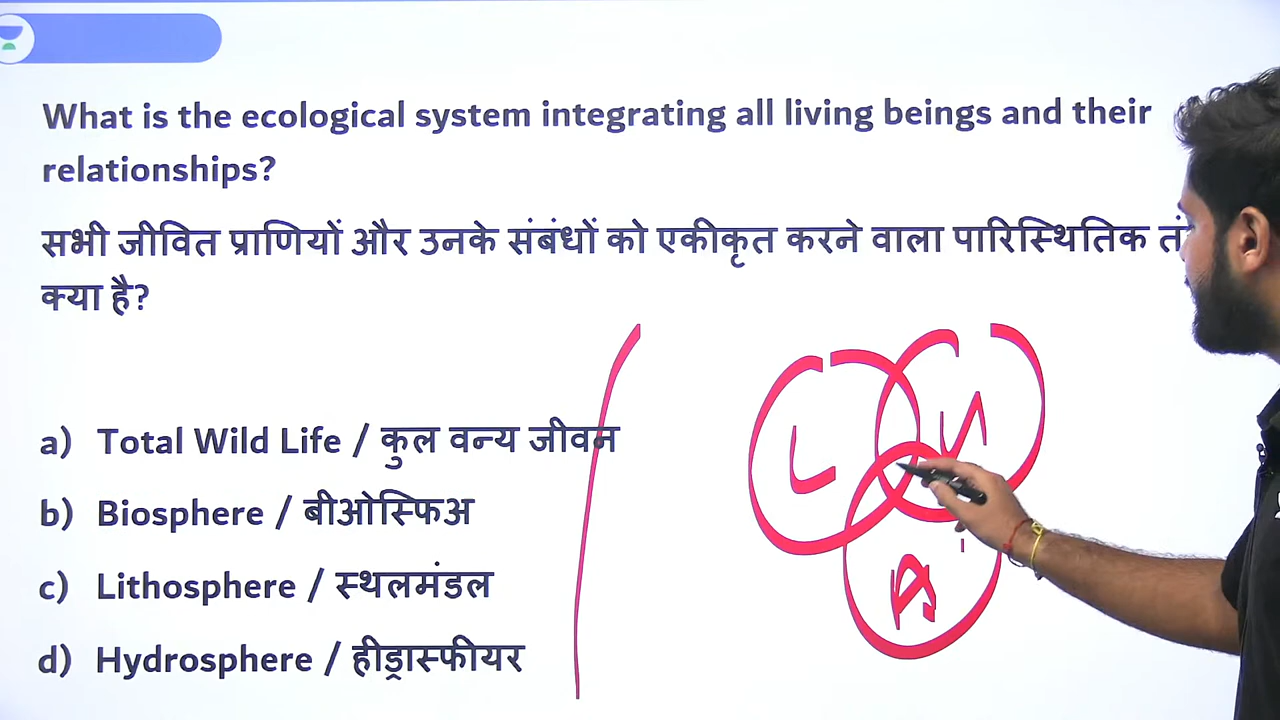 What is the ecological system integrating all living beings and their
relationships?
सभी जीवित प्राणियों और उनके संबंधों को एकीकृत करने वाला पारिस्थितिक
क्या है?
a) Total Wild Life / कुल वन्य जीवन
b) Biosphere / बीओस्फिअ
c) Lithosphere / स्थलमंडल
d) Hydrosphere / हीड्रास्फीयर
L
A